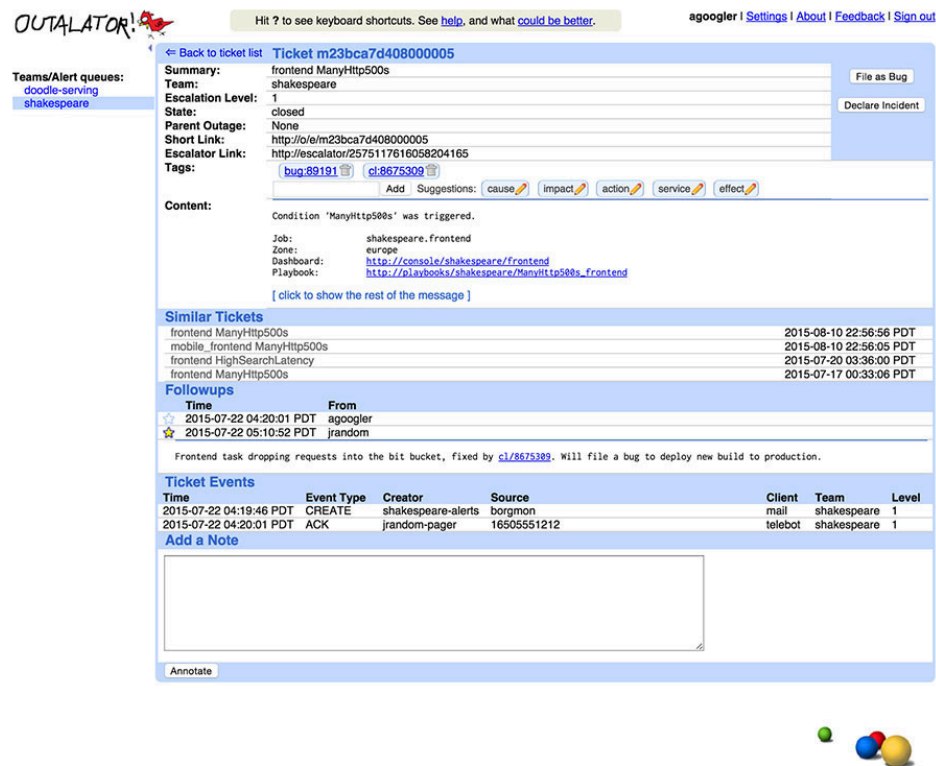 OUTALATOR!
Hit ? to see keyboard shortcuts. See help, and what could be better.
agoogler | Settings | About | Feedback | Sign out
Teams/Alert queues:
doodle-serving
shakespeare
⇐ Back to ticket list Ticket m23bca7d408000005
Summary: frontend ManyHttp500s
Team: shakespeare
Escalation Level: 1
State: closed
Parent Outage: None
Short Link: http://o/e/m23bca7d408000005
Escalator Link: http://escalator/2575117616058204165
Tags: bug:89191 cl:8675309
Add Suggestions: cause impact action service effect
File as Bug
Declare Incident
Content:
Condition 'ManyHttp500s' was triggered.
Job: shakespeare.frontend
Zone: europe
Dashboard: http://console/shakespeare/frontend
Playbook: http://playbooks/shakespeare/ManyHttp500s_frontend
[ click to show the rest of the message ]
Similar Tickets
frontend ManyHttp500s 2015-08-10 22:56:56 PDT
mobile_frontend ManyHttp500s 2015-08-10 22:56:05 PDT
frontend HighSearchLatency 2015-07-20 03:36:00 PDT
frontend ManyHttp500s 2015-07-17 00:33:06 PDT
Followups
Time From
2015-07-22 04:20:01 PDT agoogler
2015-07-22 05:10:52 PDT jrandom
Frontend task dropping requests into the bit bucket, fixed by cl/8675309. Will file a bug to deploy new build to production.
Ticket Events
Time Event Type Creator Source Client Team Level
2015-07-22 04:19:46 PDT CREATE shakespeare-alerts borgmon mail shakespeare 1
2015-07-22 04:20:01 PDT ACK jrandom-pager 16505551212 telebot shakespeare 1
Add a Note
Annotate